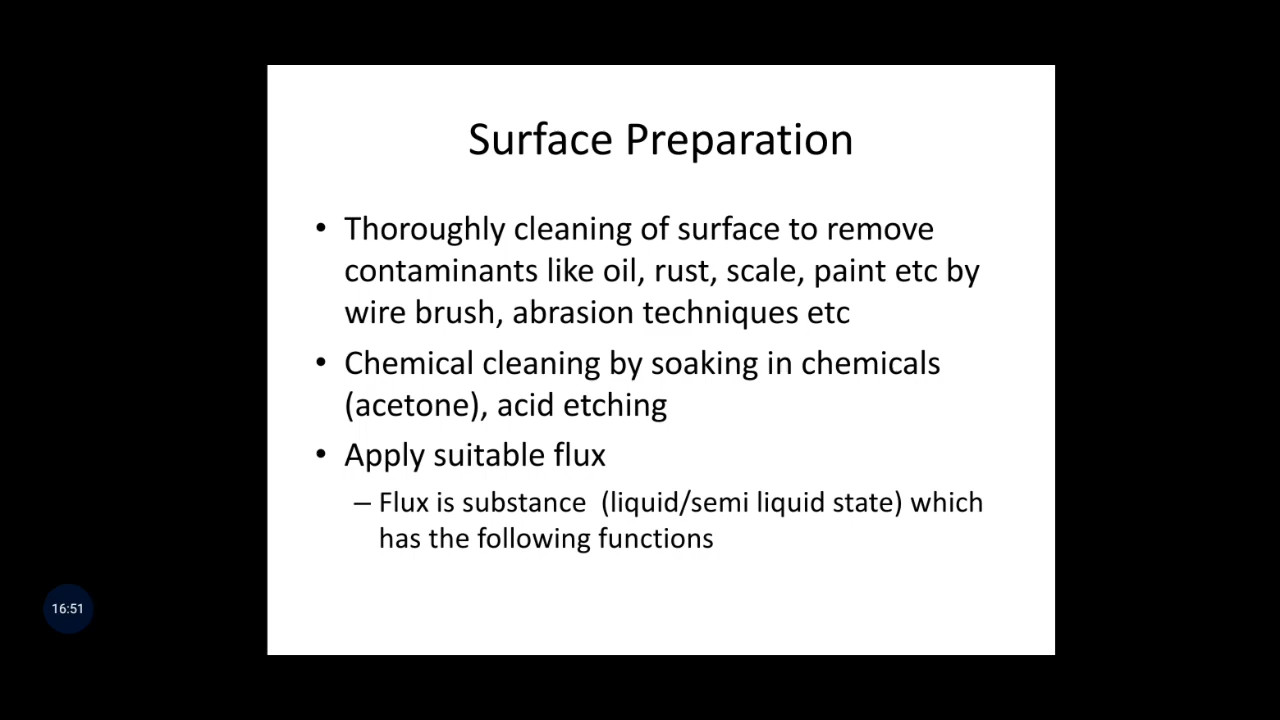 Surface Preparation
• Thoroughly cleaning of surface to remove
contaminants like oil, rust, scale, paint etc by
wire brush, abrasion techniques etc
• Chemical cleaning by soaking in chemicals
(acetone), acid etching
• Apply suitable flux
– Flux is substance  (liquid/semi liquid state) which
has the following functions
16:51